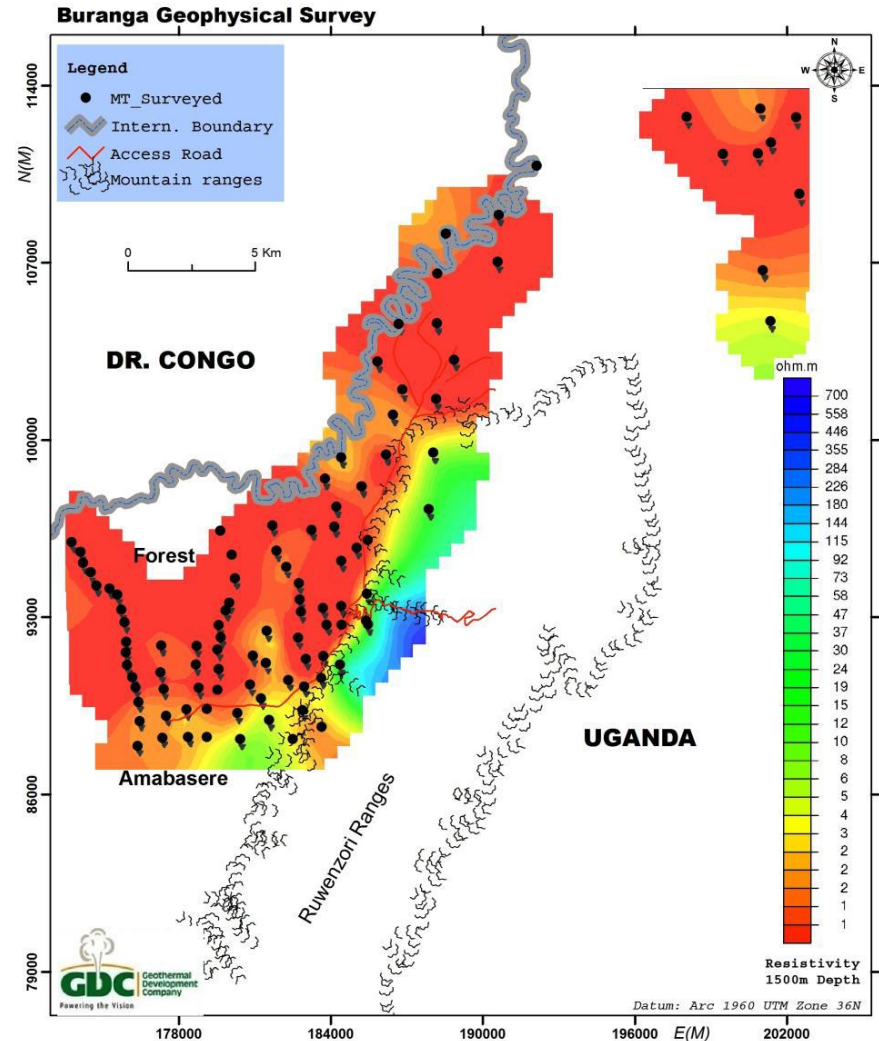 Buranga Geophysical Survey
Legend
MT_Surveyed
Intern. Boundary
Access Road
Mountain ranges
0 5 Km
N
W E
S
114000
107000
100000
93000
86000
79000
N(M)
DR. CONGO
Forest
Amabasere
UGANDA
Ruwenzori Ranges
ohm.m
700
558
446
355
284
226
180
144
115
92
73
58
47
37
30
24
19
15
12
10
8
6
5
4
3
2
2
1
1
Resistivity
1500m Depth
Datum: Arc 1960 UTM Zone 36N
GDC
Geothermal
Development
Company
Powering the Vision
178000 184000 190000 196000 E(M) 202000